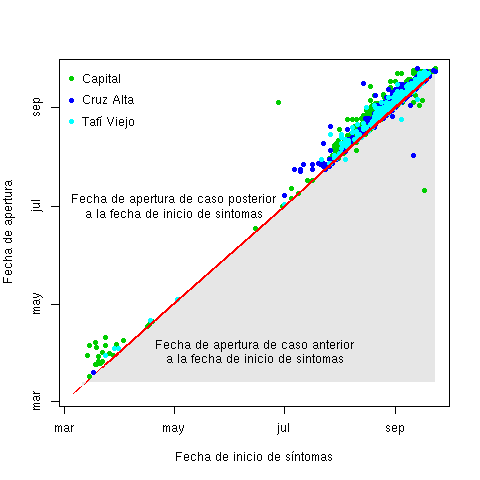 Capital
Cruz Alta
Tafí Viejo
Fecha de apertura de caso posterior
a la fecha de inicio de sintomas
Fecha de apertura de caso anterior
a la fecha de inicio de sintomas
Fecha de apertura
sep
jul
may
mar
mar
may
jul
sep
Fecha de inicio de síntomas